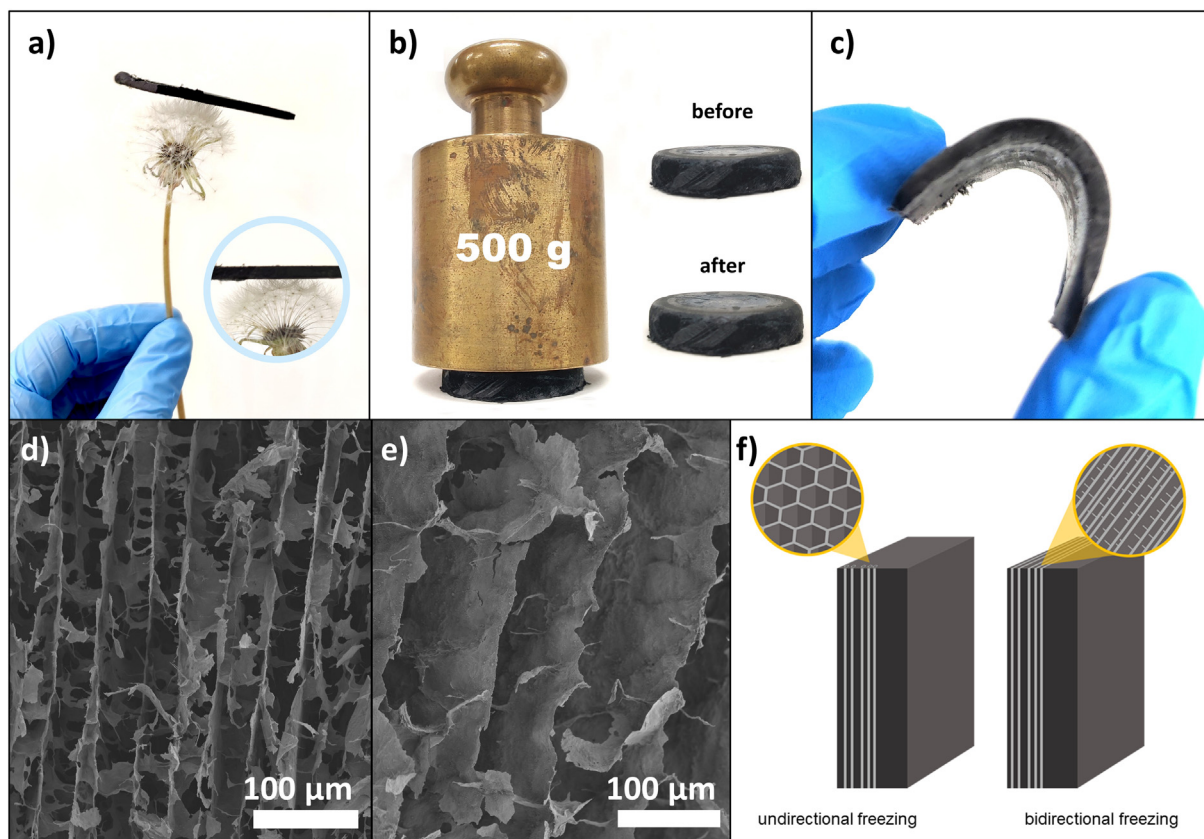 a)
b)
500 g
before
after
c)
d)
100 µm
e)
100 µm
f)
undirectional freezing
bidirectional freezing